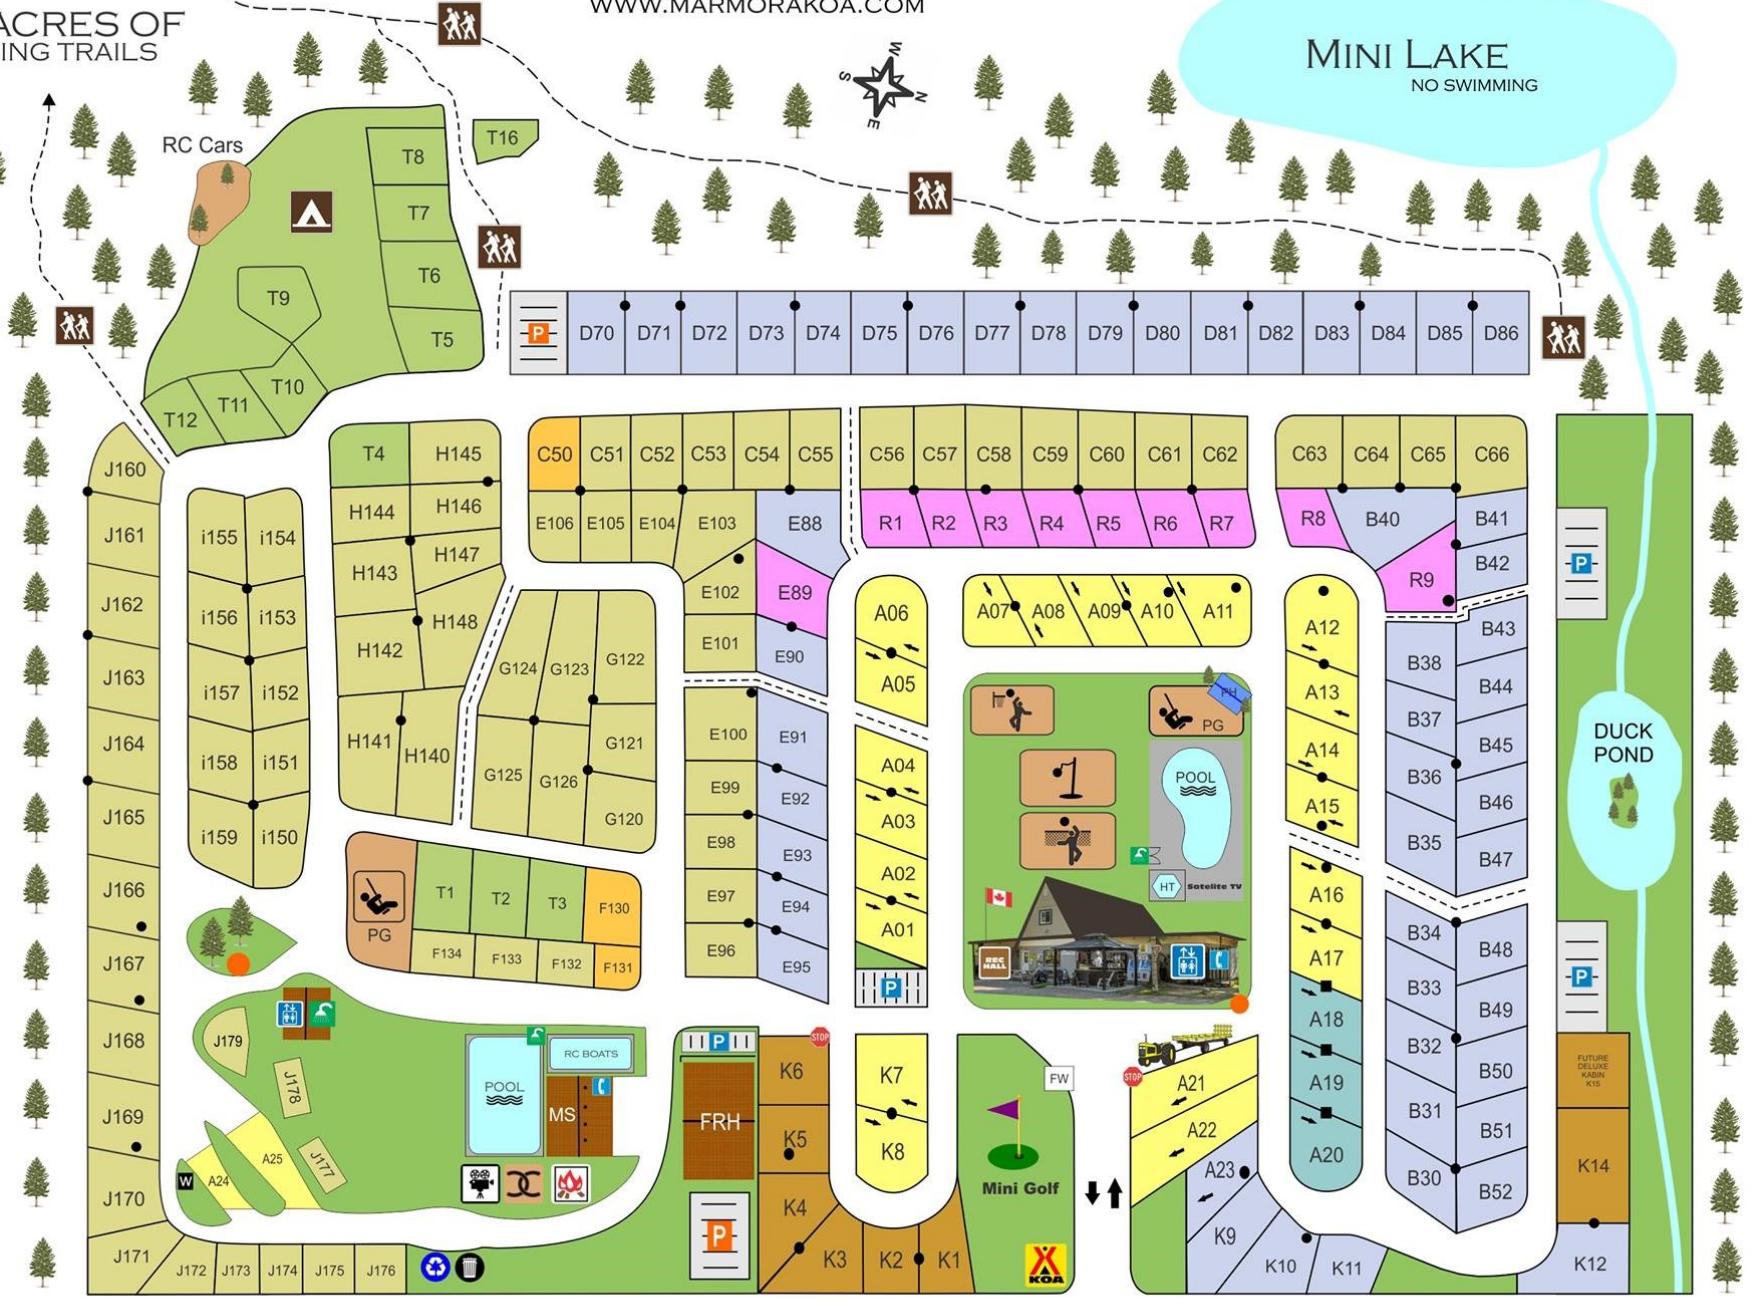 ACRES OF
ING TRAILS
WWW.MARMORAKOA.COM
W
S
N
E
MINI LAKE
NO SWIMMING
RC Cars
T8
T16
T7
T6
T9
T5
T10
T11
T12
P
D70 D71 D72 D73 D74 D75 D76 D77 D78 D79 D80 D81 D82 D83 D84 D85 D86
J160
J161
J162
J163
J164
J165
J166
J167
J168
J169
J170
J171
J172 J173 J174 J175 J176
T4 H145
H144 H146
H143 H147
H142 H148
H141 H140
i155 i154
i156 i153
i157 i152
i158 i151
i159 i150
C50 C51 C52 C53 C54 C55
E106 E105 E104 E103 E88
E102 E89
E101 E90
E100 E91
E99 E92
E98 E93
E97 E94
E96 E95
G124 G123 G122
G125 G126 G121
G120
PG
T1 T2 T3 F130
F134 F133 F132 F131
C56 C57 C58 C59 C60 C61 C62
R1 R2 R3 R4 R5 R6 R7
C63 C64 C65 C66
R8 B40 B41
R9 B42
A06
A05
A04
A03
A02
A01
P
A07 A08 A09 A10 A11
PH
PG
POOL
HT Satelite TV
REC
HALL
A12
A13
A14
A15
A16
A17
A18
A19
A20
B38 B43
B37 B44
B36 B45
B35 B46
B47
B34 B48
B33 B49
B32 B50
B31 B51
B30 B52
P
DUCK
POND
P
FUTURE
DELUXE
KABIN
K15
K14
K12
J179
J178
J177
A24
A25
W
POOL
RC BOATS
MS
P
FRH
P
STOP
K6
K5
K4
K3 K2 K1
K7
K8
FW
Mini Golf
KOA
STOP
A21
A22
A23
K9
K10
K11